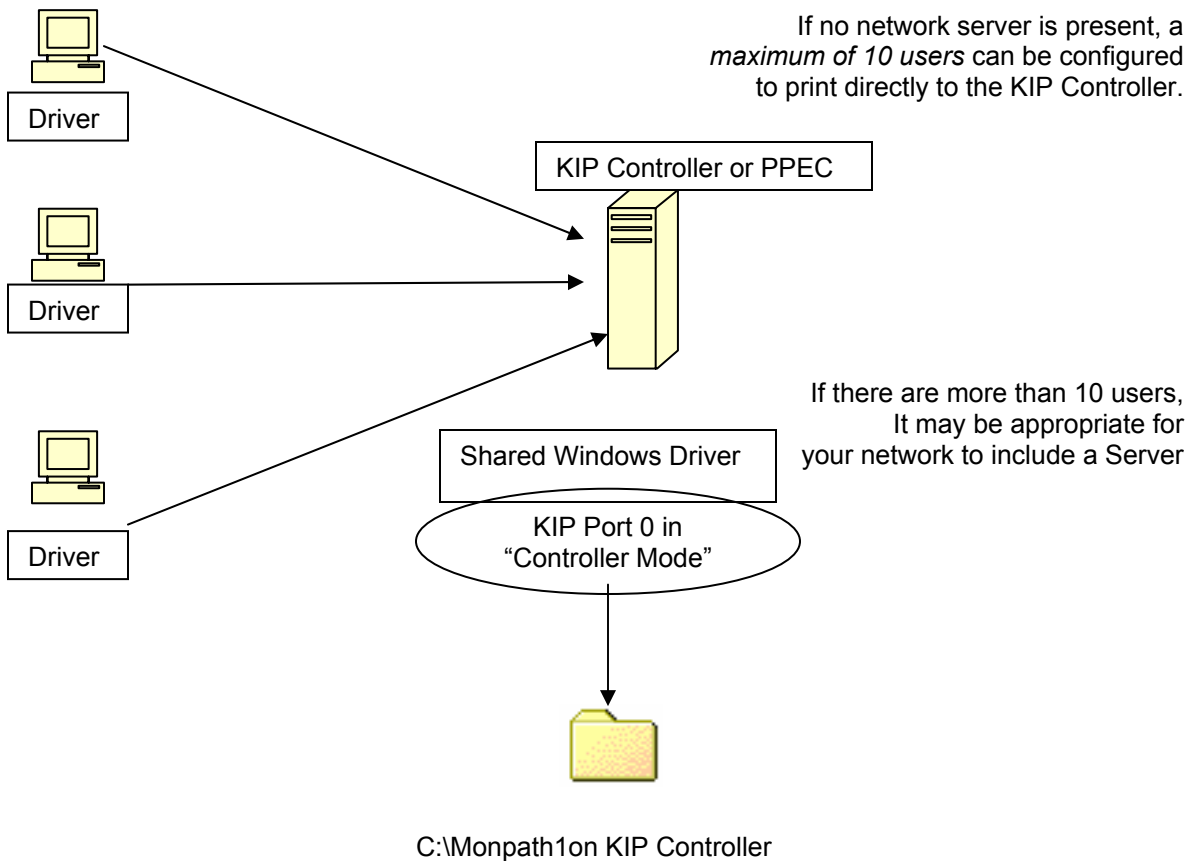 If no network server is present, a
maximum of 10 users can be configured
to print directly to the KIP Controller.
Driver
KIP Controller or PPEC
Driver
If there are more than 10 users,
It may be appropriate for
your network to include a Server
Shared Windows Driver
KIP Port 0 in
“Controller Mode”
Driver
C:\Monpath1on KIP Controller